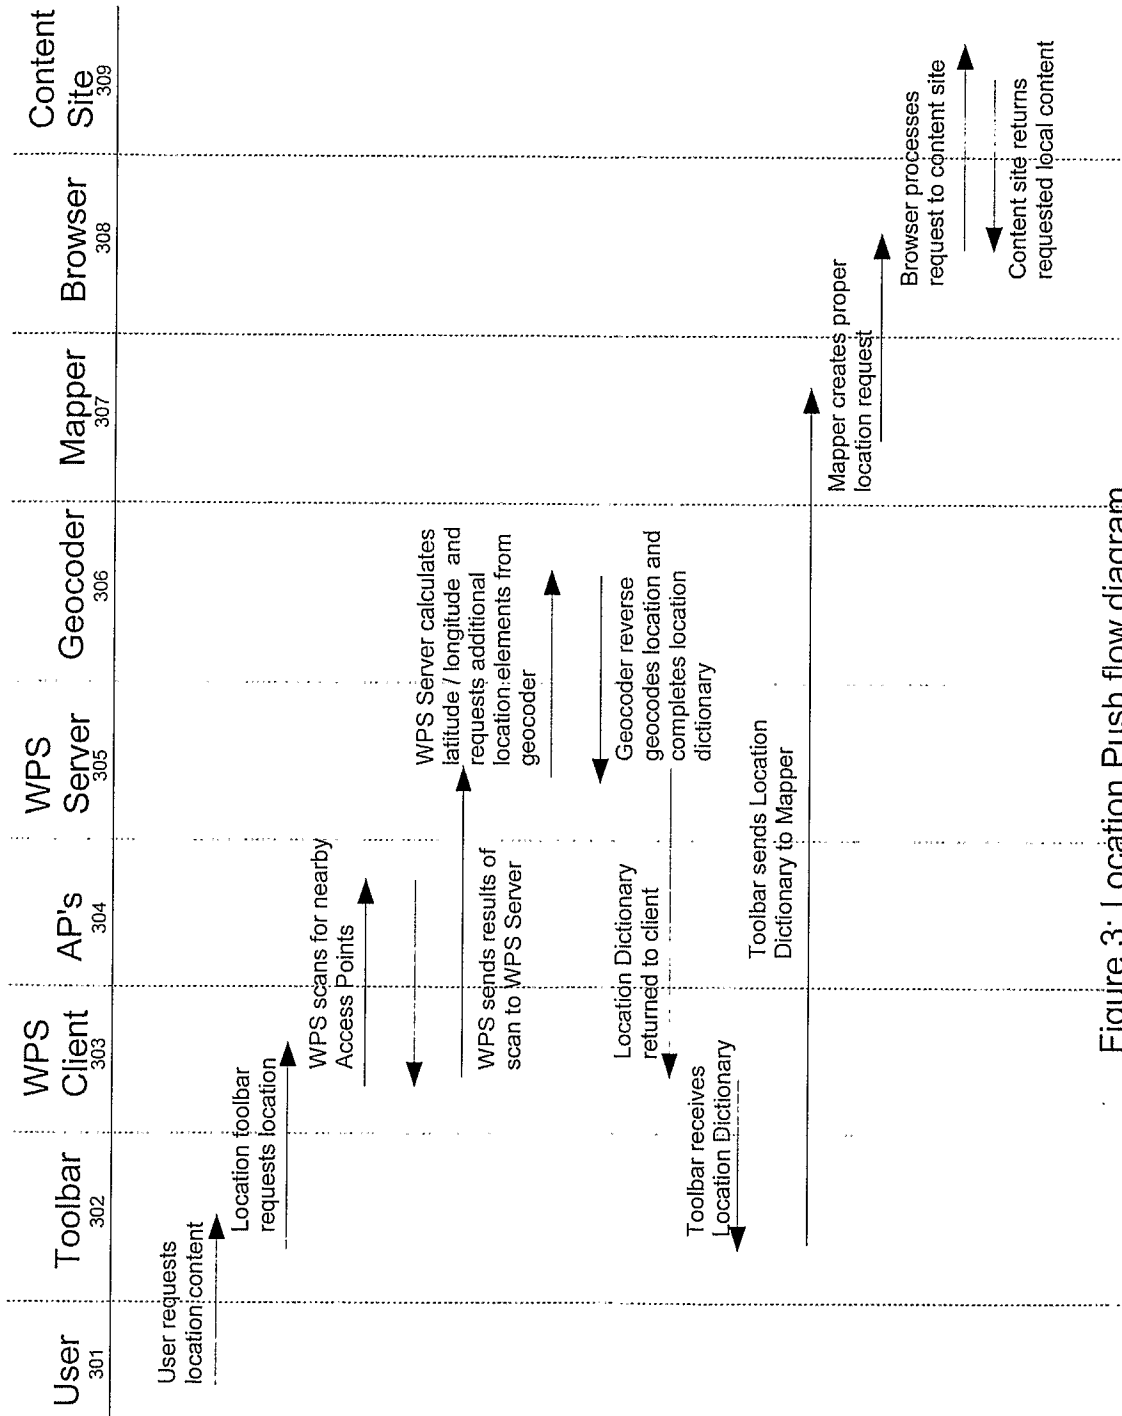 User
301
Toolbar
302
WPS
Client
303
AP's
304
WPS
Server
305
Geocoder
306
Mapper
307
Browser
308
Content
Site
309
User requests
location content
Location toolbar
requests location
WPS scans for nearby
Access Points
WPS sends results of
scan to WPS Server
WPS Server calculates
latitude / longitude and
requests additional
location elements from
geocoder
Geocoder reverse
geocodes location and
completes location
dictionary
Location Dictionary
returned to client
Toolbar receives
Location Dictionary
Toolbar sends Location
Dictionary to Mapper
Mapper creates proper
location request
Browser processes
request to content site
Content site returns
requested local content
Figure 3: Location Push flow diagram